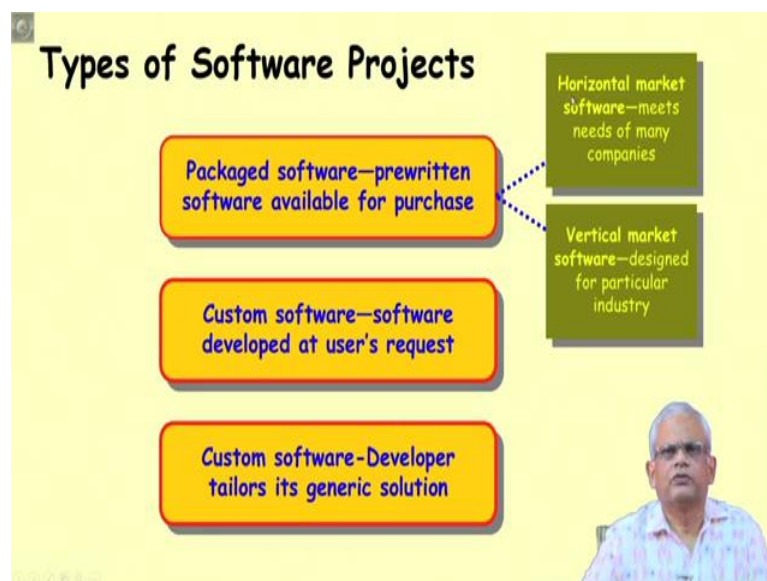 Types of Software Projects
Packaged software—prewritten
software available for purchase
Horizontal market
software—meets
needs of many
companies
Vertical market
software—designed
for particular
industry
Custom software—software
developed at user's request
Custom software-Developer
tailors its generic solution